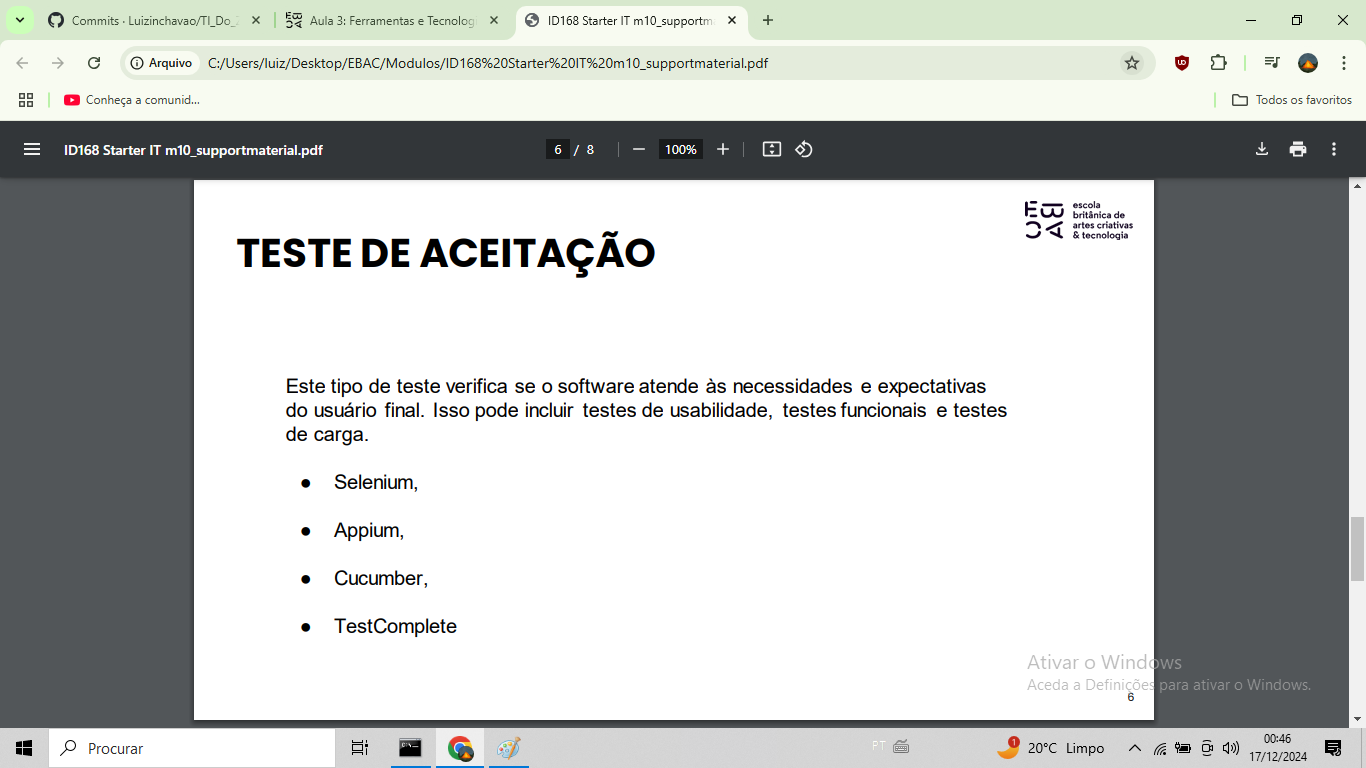 Commits · Luizinchavao/TI_Do_
Aula 3: Ferramentas e Tecnologi
ID168 Starter IT m10_supportma
Arquivo
C:/Users/luiz/Desktop/EBAC/Modulos/ID168%20Starter%20IT%20m10_supportmaterial.pdf
Conheça a comunid...
Todos os favoritos
ID168 Starter IT m10_supportmaterial.pdf
6 / 8
100%
escola
britânica de
artes criativas
& tecnologia
TESTE DE ACEITAÇÃO
Este tipo de teste verifica se o software atende às necessidades e expectativas
do usuário final. Isso pode incluir testes de usabilidade, testes funcionais e testes
de carga.
● Selenium,
● Appium,
● Cucumber,
● TestComplete
Ativar o Windows
Aceda a Definições para ativar o Windows.
6
Procurar
PT
1
20°C Limpo
00:46
17/12/2024